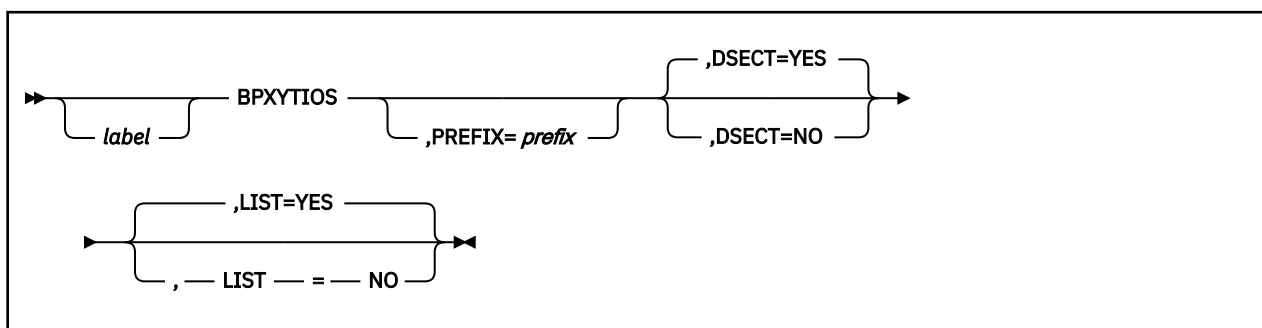 ,DSECT=YES
BPXYTIOS
label
,PREFIX= prefix
,DSECT=NO
,LIST=YES
, LIST = NO